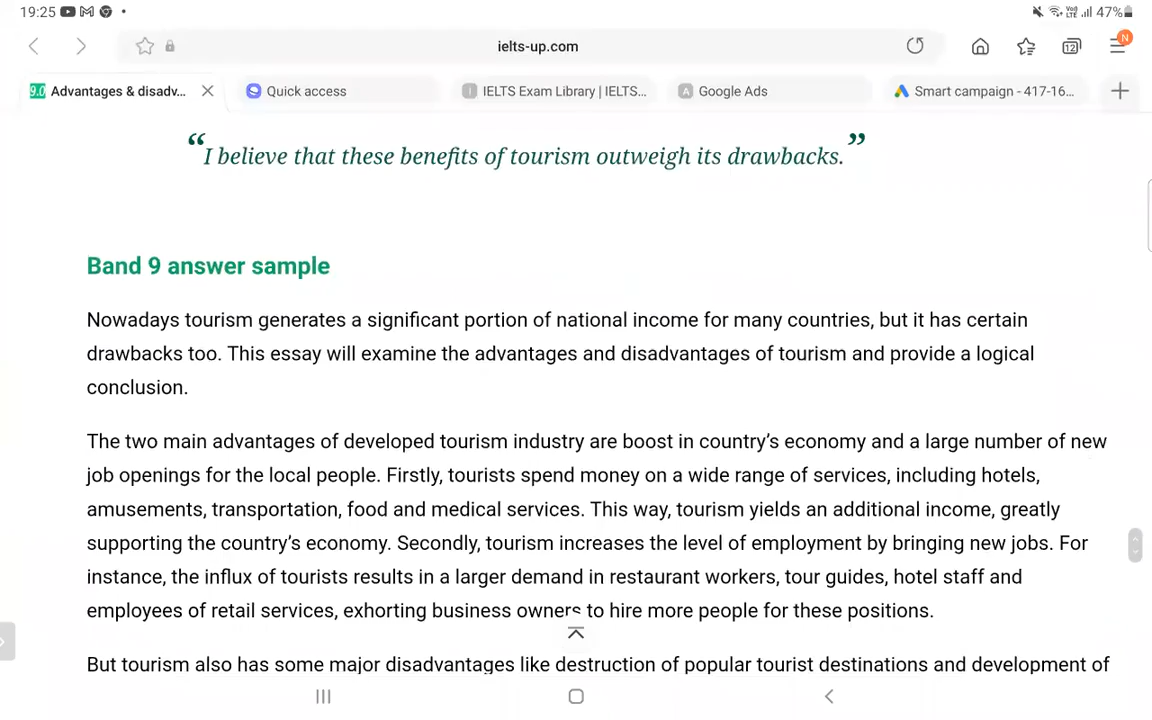 19:25
47%
ielts-up.com
12
N
9.0 Advantages & disadv...
Quick access
I IELTS Exam Library | IELTS...
A Google Ads
Smart campaign - 417-16...
“I believe that these benefits of tourism outweigh its drawbacks.”
Band 9 answer sample
Nowadays tourism generates a significant portion of national income for many countries, but it has certain
drawbacks too. This essay will examine the advantages and disadvantages of tourism and provide a logical
conclusion.
The two main advantages of developed tourism industry are boost in country’s economy and a large number of new
job openings for the local people. Firstly, tourists spend money on a wide range of services, including hotels,
amusements, transportation, food and medical services. This way, tourism yields an additional income, greatly
supporting the country’s economy. Secondly, tourism increases the level of employment by bringing new jobs. For
instance, the influx of tourists results in a larger demand in restaurant workers, tour guides, hotel staff and
employees of retail services, exhorting business owners to hire more people for these positions.
But tourism also has some major disadvantages like destruction of popular tourist destinations and development of